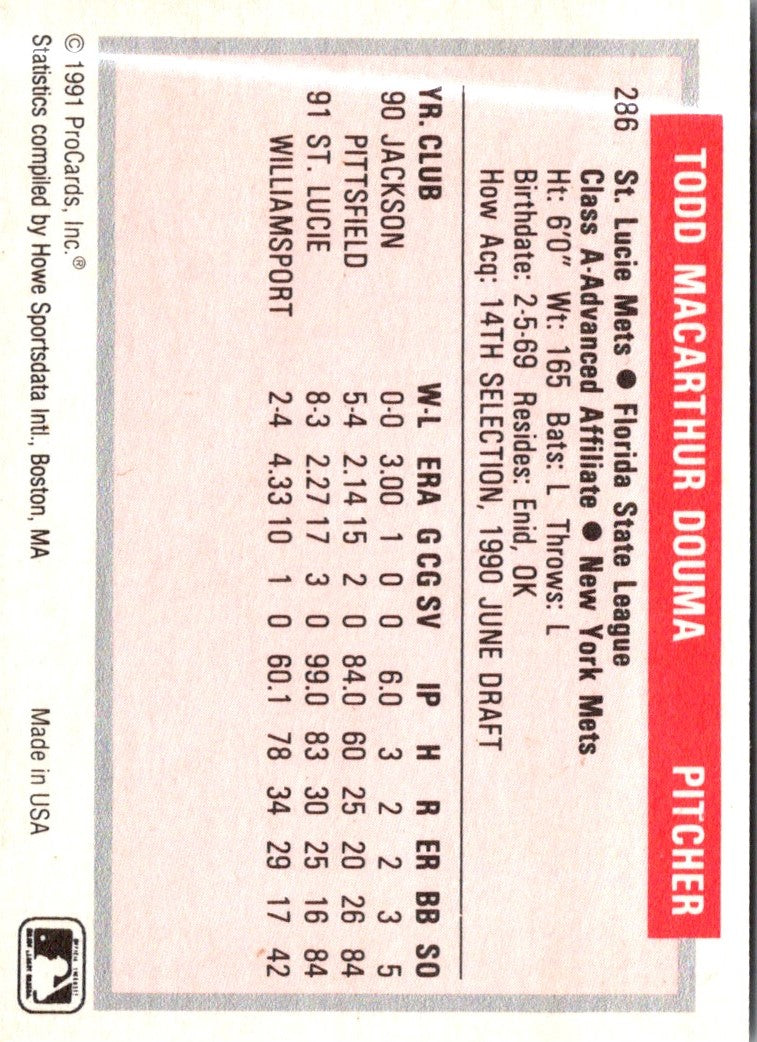 TODD MACARTHUR DOUMA PITCHER
286 St. Lucie Mets ● Florida State League
Class A-Advanced Affiliate ● New York Mets
Ht: 6'0" Wt: 165 Bats: L Throws: L
Birthdate: 2-5-69 Resides: Enid, OK
How Acq: 14TH SELECTION, 1990 JUNE DRAFT
YR. CLUB W-L ERA G CG SV IP H R ER BB SO
90 JACKSON 0-0 3.00 1 0 0 6.0 3 2 2 3 5
PITTSFIELD 5-4 2.14 15 2 0 84.0 60 25 20 26 84
91 ST. LUCIE 8-3 2.27 17 3 0 99.0 83 30 25 16 84
WILLIAMSPORT 2-4 4.33 10 1 0 60.1 78 34 29 17 42
© 1991 ProCards, Inc.®
Statistics compiled by Howe Sportsdata Intl., Boston, MA Made in USA